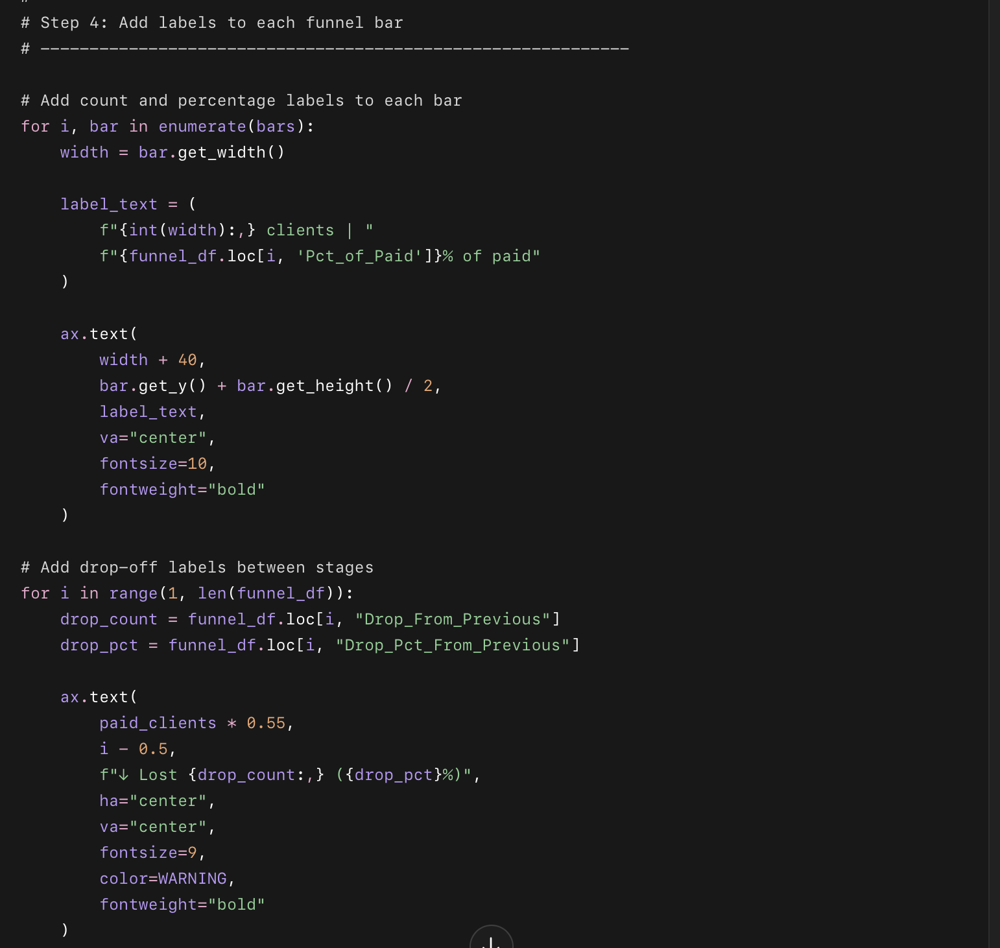 #
# Step 4: Add labels to each funnel bar
# ------------------------------------------------------------

# Add count and percentage labels to each bar
for i, bar in enumerate(bars):
    width = bar.get_width()

    label_text = (
        f"{int(width):,} clients | "
        f"{funnel_df.loc[i, 'Pct_of_Paid']}% of paid"
    )

    ax.text(
        width + 40,
        bar.get_y() + bar.get_height() / 2,
        label_text,
        va="center",
        fontsize=10,
        fontweight="bold"
    )

# Add drop-off labels between stages
for i in range(1, len(funnel_df)):
    drop_count = funnel_df.loc[i, "Drop_From_Previous"]
    drop_pct = funnel_df.loc[i, "Drop_Pct_From_Previous"]

    ax.text(
        paid_clients * 0.55,
        i - 0.5,
        f"↓ Lost {drop_count:,} ({drop_pct}%)",
        ha="center",
        va="center",
        fontsize=9,
        color=WARNING,
        fontweight="bold"
    )